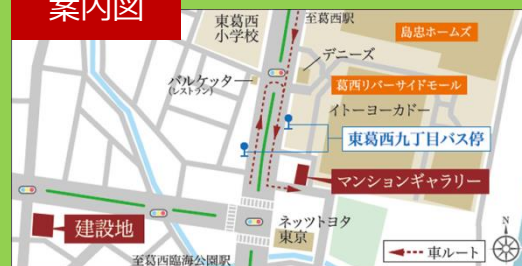 案内図
東葛西
小学校
至葛西駅
島忠ホームズ
デニーズ
バルケッター
(レストラン)
葛西リバーサイドモール
イトーヨーカドー
東葛西九丁目バス停
マンションギャラリー
建設地
ネッツトヨタ
東京
至葛西臨海公園駅
車ルート
N